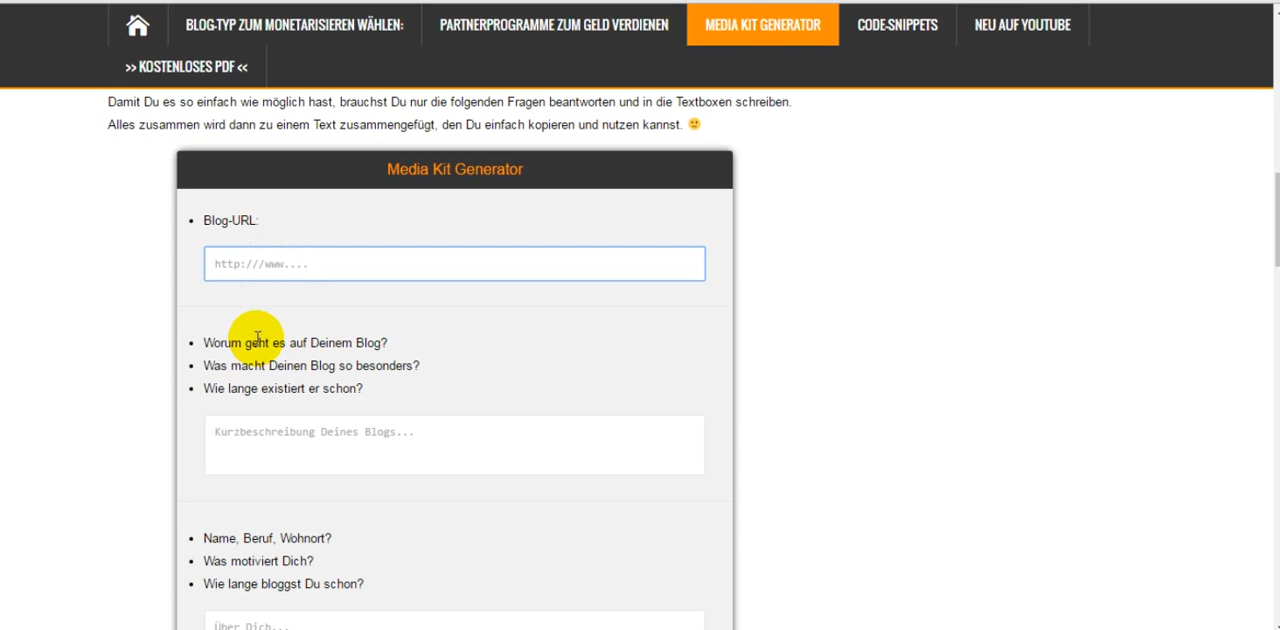 BLOG-TYP ZUM MONETARISIEREN WÄHLEN: PARTNERPROGRAMME ZUM GELD VERDIENEN MEDIA KIT GENERATOR CODE-SNIPPETS NEU AUF YOUTUBE
>> KOSTENLOSES PDF <<
Damit Du es so einfach wie möglich hast, brauchst Du nur die folgenden Fragen beantworten und in die Textboxen schreiben.
Alles zusammen wird dann zu einem Text zusammengefügt, den Du einfach kopieren und nutzen kannst. 🙂
Media Kit Generator
• Blog-URL:
http:///www....
• Worum geht es auf Deinem Blog?
• Was macht Deinen Blog so besonders?
• Wie lange existiert er schon?
Kurzbeschreibung Deines Blogs...
• Name, Beruf, Wohnort?
• Was motiviert Dich?
• Wie lange bloggst Du schon?
Über Dich...